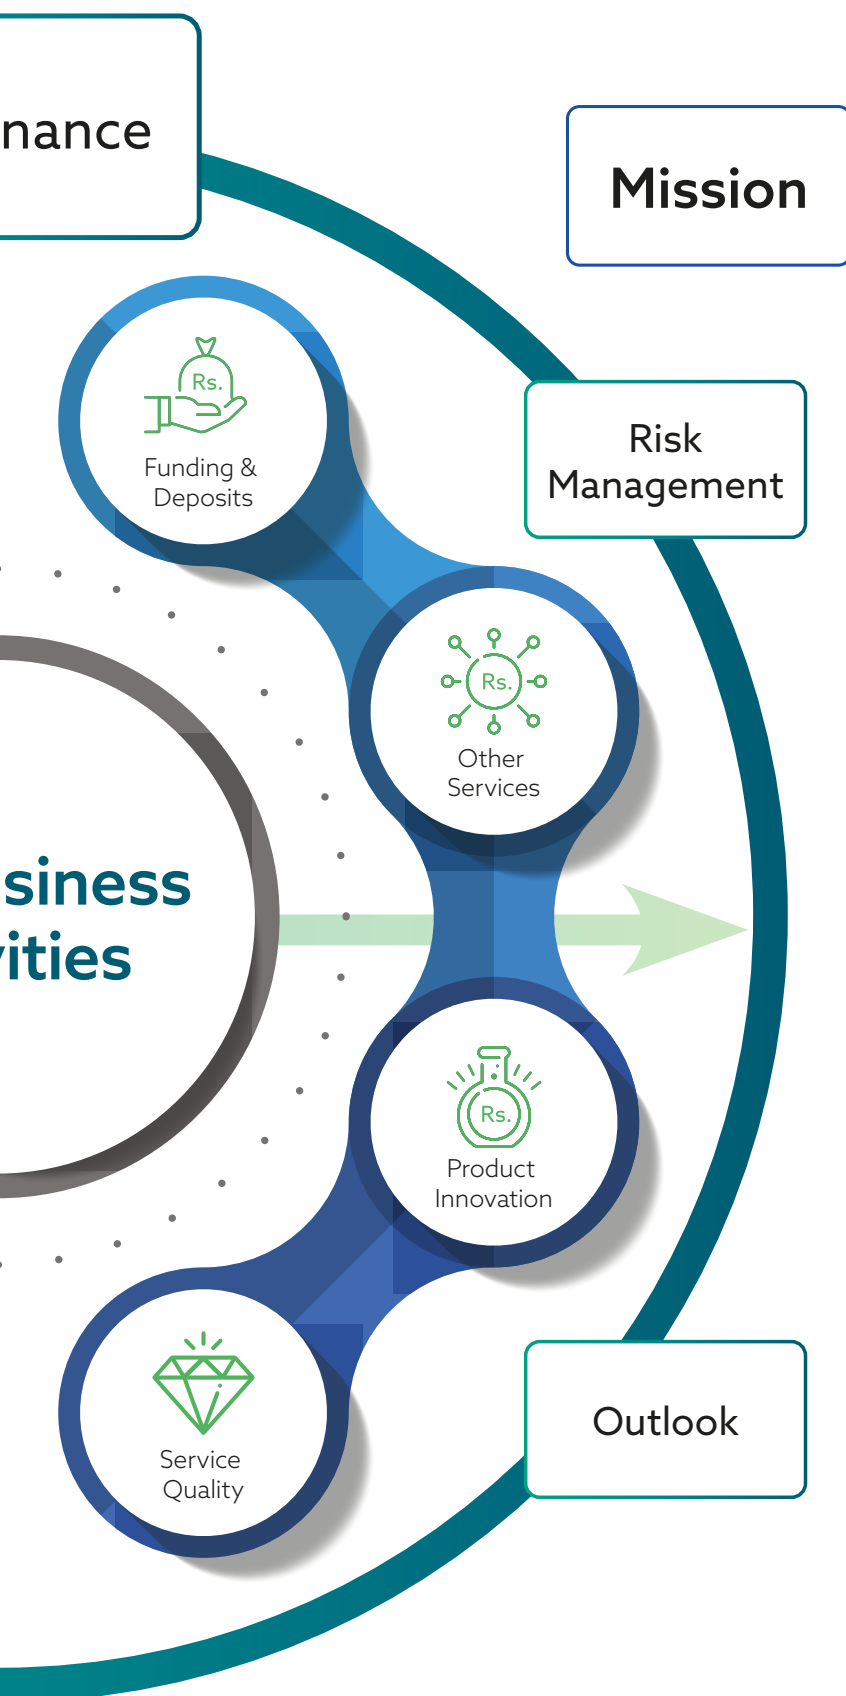 nance
Mission
Rs.
Funding &
Deposits
Risk
Management
Rs.
Other
Services
siness
vities
Rs.
Product
Innovation
Service
Quality
Outlook